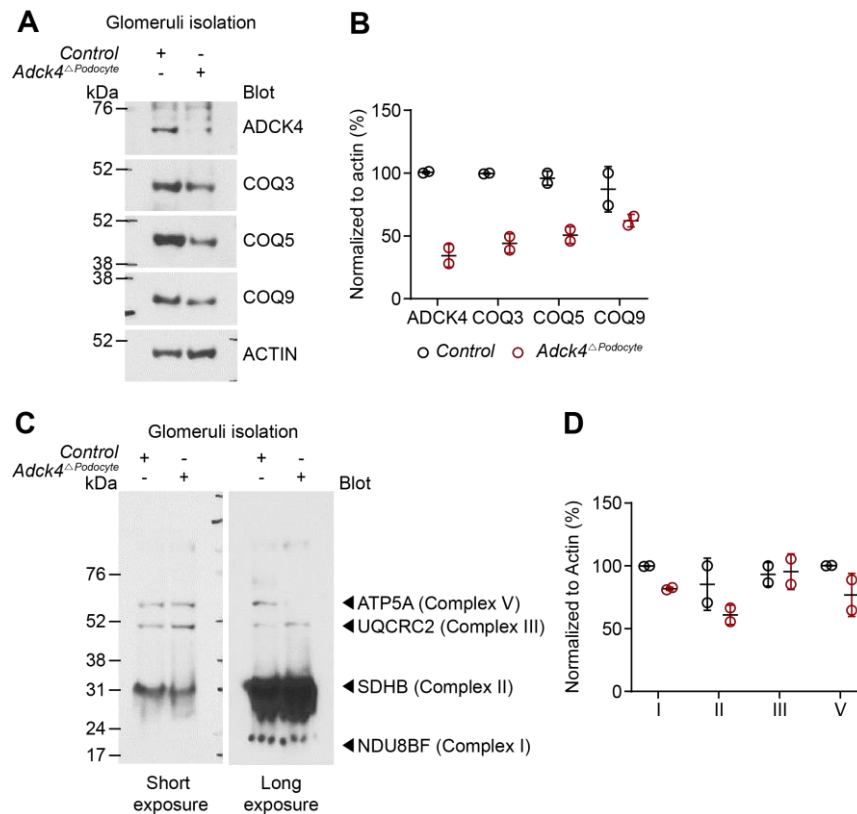 A
Glomeruli isolation
Control + -
Adck4△Podocyte - +
kDa Blot
76
ADCK4
52
COQ3
52
COQ5
38
38
COQ9
52
ACTIN
B
Normalized to actin (%)
150
100
50
0
ADCK4 COQ3 COQ5 COQ9
Control Adck4△Podocyte
C
Glomeruli isolation
Control + - + -
Adck4△Podocyte - + - +
kDa Blot
76
ATP5A (Complex V)
52
UQCRC2 (Complex III)
38
31
SDHB (Complex II)
24
NDU8BF (Complex I)
17
Short exposure
Long exposure
D
Normalized to Actin (%)
150
100
50
0
I II III V